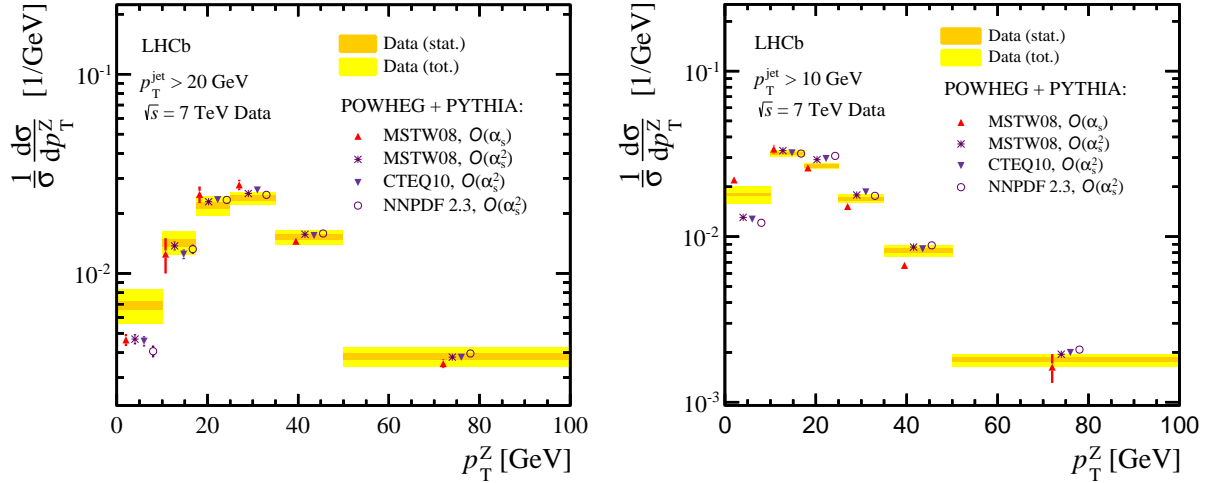 1/σ dσ/dp_T^Z [1/GeV]
LHCb
p_T^jet > 20 GeV
√s = 7 TeV Data
Data (stat.)
Data (tot.)
POWHEG + PYTHIA:
MSTW08, O(α_s)
MSTW08, O(α_s^2)
CTEQ10, O(α_s^2)
NNPDF 2.3, O(α_s^2)
10^-1
10^-2
0 20 40 60 80 100
p_T^Z [GeV]
1/σ dσ/dp_T^Z [1/GeV]
LHCb
p_T^jet > 10 GeV
√s = 7 TeV Data
Data (stat.)
Data (tot.)
POWHEG + PYTHIA:
MSTW08, O(α_s)
MSTW08, O(α_s^2)
CTEQ10, O(α_s^2)
NNPDF 2.3, O(α_s^2)
10^-1
10^-2
10^-3
0 20 40 60 80 100
p_T^Z [GeV]